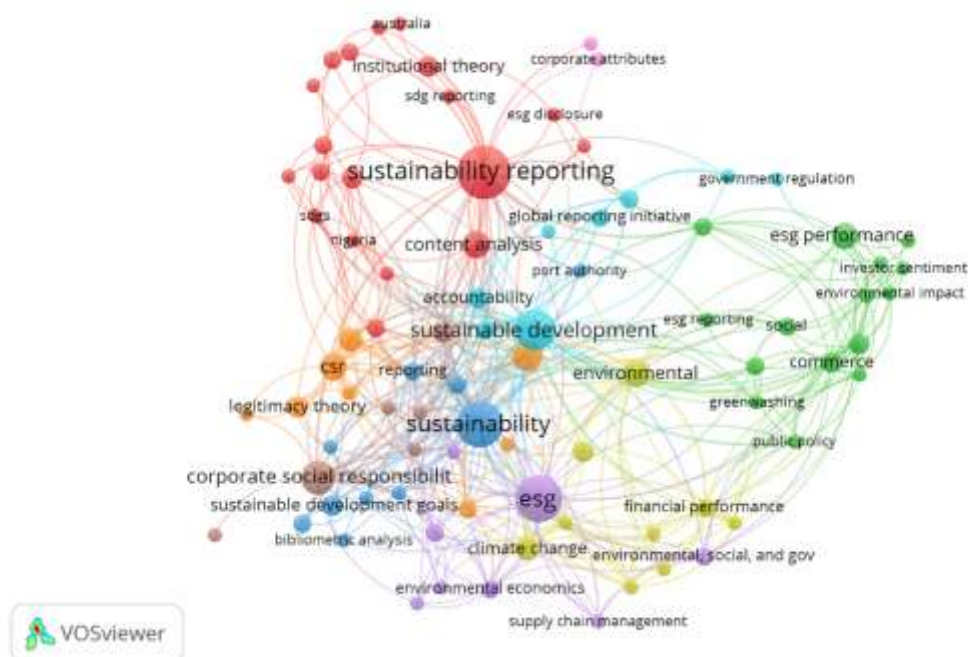 australia
institutional theory
corporate attributes
sdg reporting
esg disclosure
sustainability reporting
government regulation
sdgs
global reporting initiative
nigeria
content analysis
esg performance
port authority
investor sentiment
accountability
environmental impact
sustainable development
esg reporting
social
csr
reporting
environmental
commerce
legitimacy theory
greenwashing
sustainability
public policy
corporate social responsibilit
sustainable development goals
esg
financial performance
bibliometric analysis
climate change
environmental, social, and gov
environmental economics
supply chain management
VOSviewer